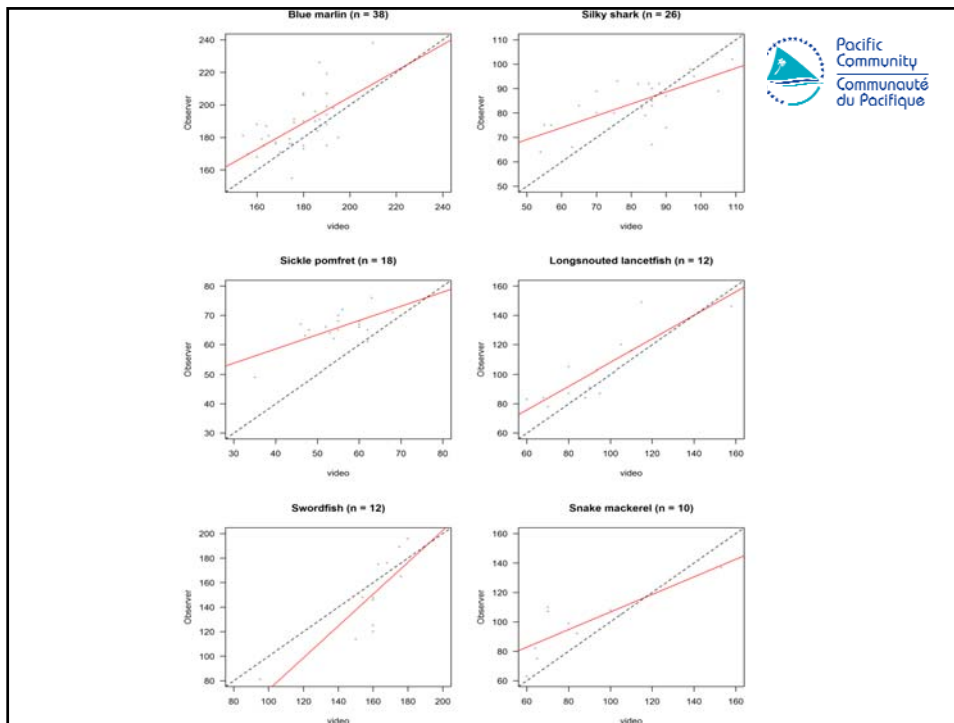 Blue marlin (n = 38)
240
220
200
180
160
Observer
160 180 200 220 240
video
Silky shark (n = 26)
110
100
90
80
70
60
50
Observer
50 60 70 80 90 100 110
video
Pacific
Community
Communauté
du Pacifique
Sickle pomfret (n = 18)
80
70
60
50
40
30
Observer
30 40 50 60 70 80
video
Longsnouted lancetfish (n = 12)
160
140
120
100
80
60
Observer
60 80 100 120 140 160
video
Swordfish (n = 12)
200
180
160
140
120
100
80
Observer
80 100 120 140 160 180 200
video
Snake mackerel (n = 10)
160
140
120
100
80
60
Observer
60 80 100 120 140 160
video